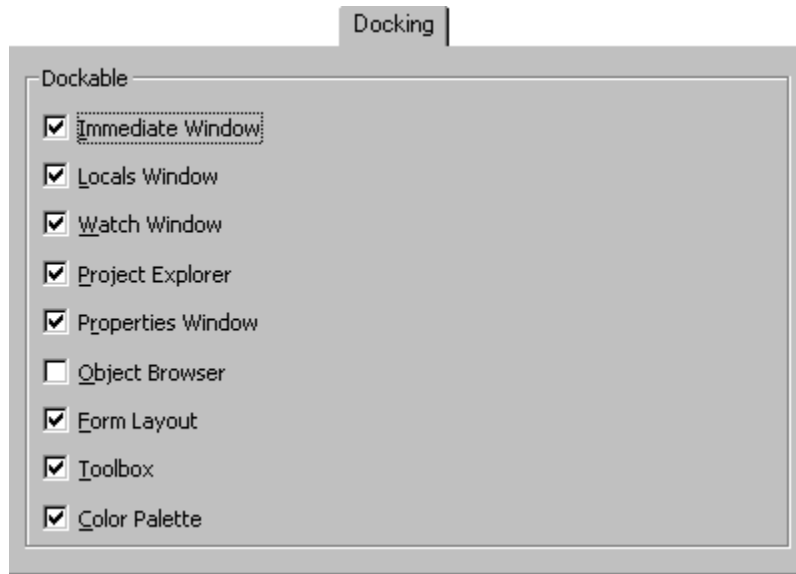 Docking
Dockable
Immediate Window
Locals Window
Watch Window
Project Explorer
Properties Window
Object Browser
Form Layout
Toolbox
Color Palette